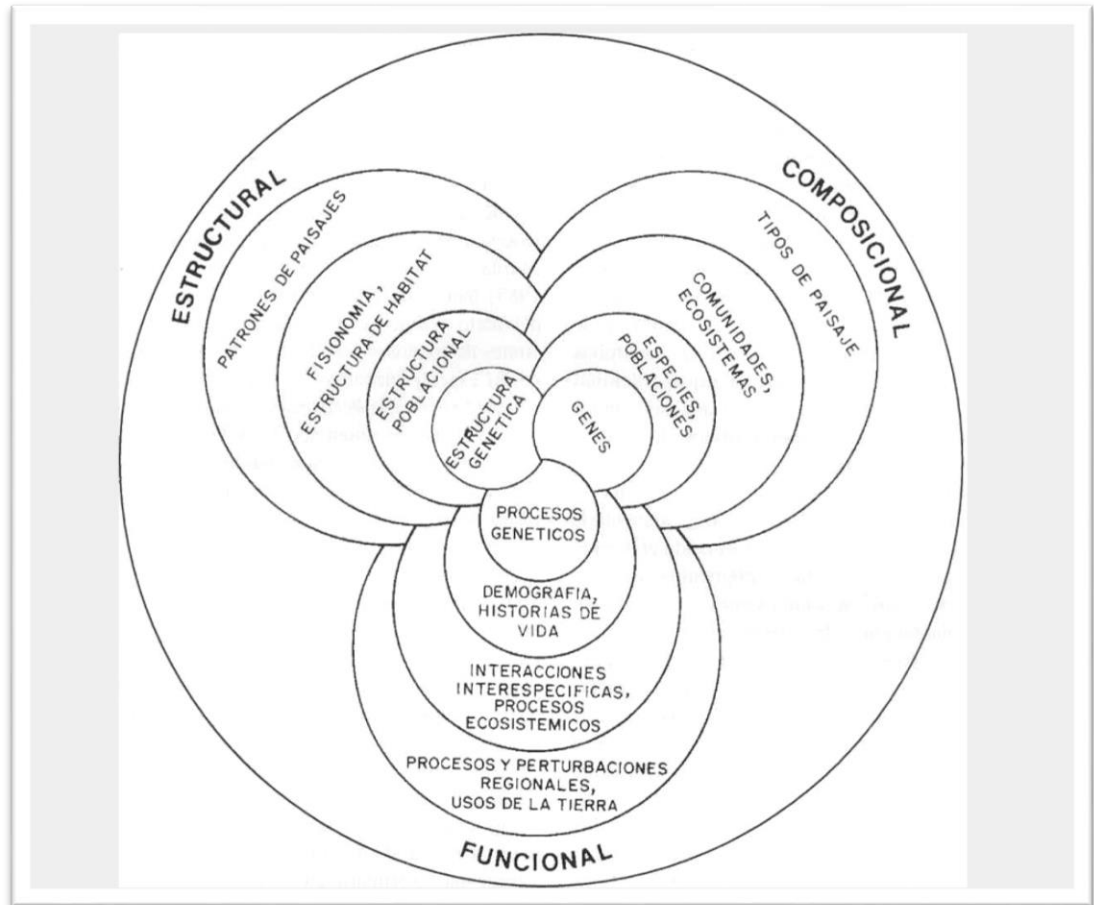 ESTRUCTURAL
PATRONES DE PAISAJES
FISIONOMIA,
ESTRUCTURA DE HABITAT
ESTRUCTURA
POBLACIONAL
ESTRUCTURA
GENETICA
COMPOSICIONAL
TIPOS DE PAISAJE
COMUNIDADES,
ECOSISTEMAS
ESPECIES,
POBLACIONES
GENES
PROCESOS
GENETICOS
DEMOGRAFIA,
HISTORIAS DE
VIDA
INTERACCIONES
INTERESPECIFICAS,
PROCESOS
ECOSISTEMICOS
PROCESOS Y PERTURBACIONES
REGIONALES,
USOS DE LA TIERRA
FUNCIONAL